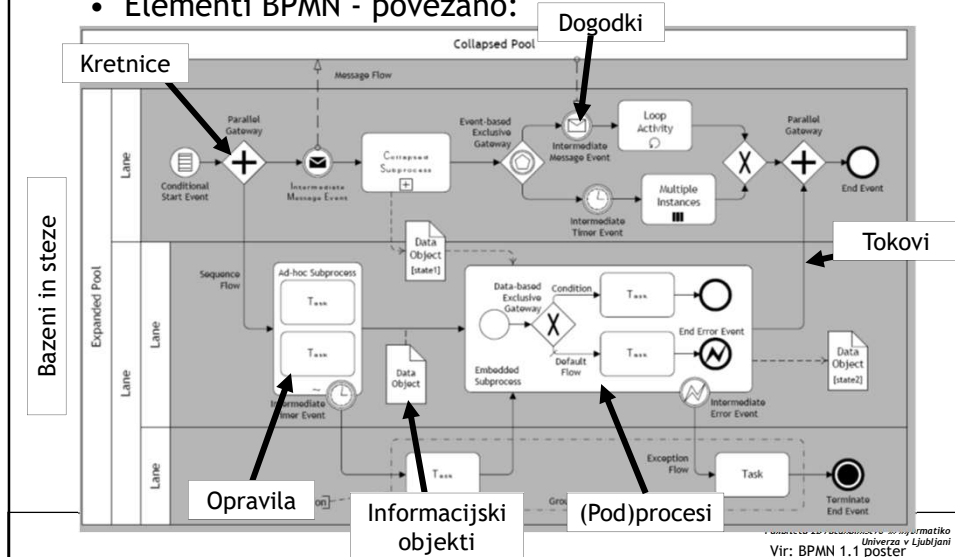 • Elementi BPMN - povezano:
Dogodki
Kretnice
Collapsed Pool
Message Flow
Bazeni in steze
Expanded Pool
Lane
Parallel
Gateway
Conditional
Start Event
Intermediate
Message Event
Collapsed
Subprocess
Event-based
Exclusive
Gateway
Intermediate
Message Event
Loop
Activity
Parallel
Gateway
End Event
Intermediate
Timer Event
Multiple
Instances
Tokovi
Data
Object
[state1]
Lane
Sequence
Flow
Ad-hoc Subprocess
Task
Task
~
Intermediate
Timer Event
Data
Object
Data-based
Exclusive
Gateway
Condition
Task
End Error Event
Default
Flow
Task
Embedded
Subprocess
Intermediate
Error Event
Data
Object
[state2]
Lane
Task
Exception
Flow
Task
Terminate
End Event
Opravila
Informacijski
objekti
(Pod)procesi
Univerza v Ljubljani
Vir: BPMN 1.1 poster